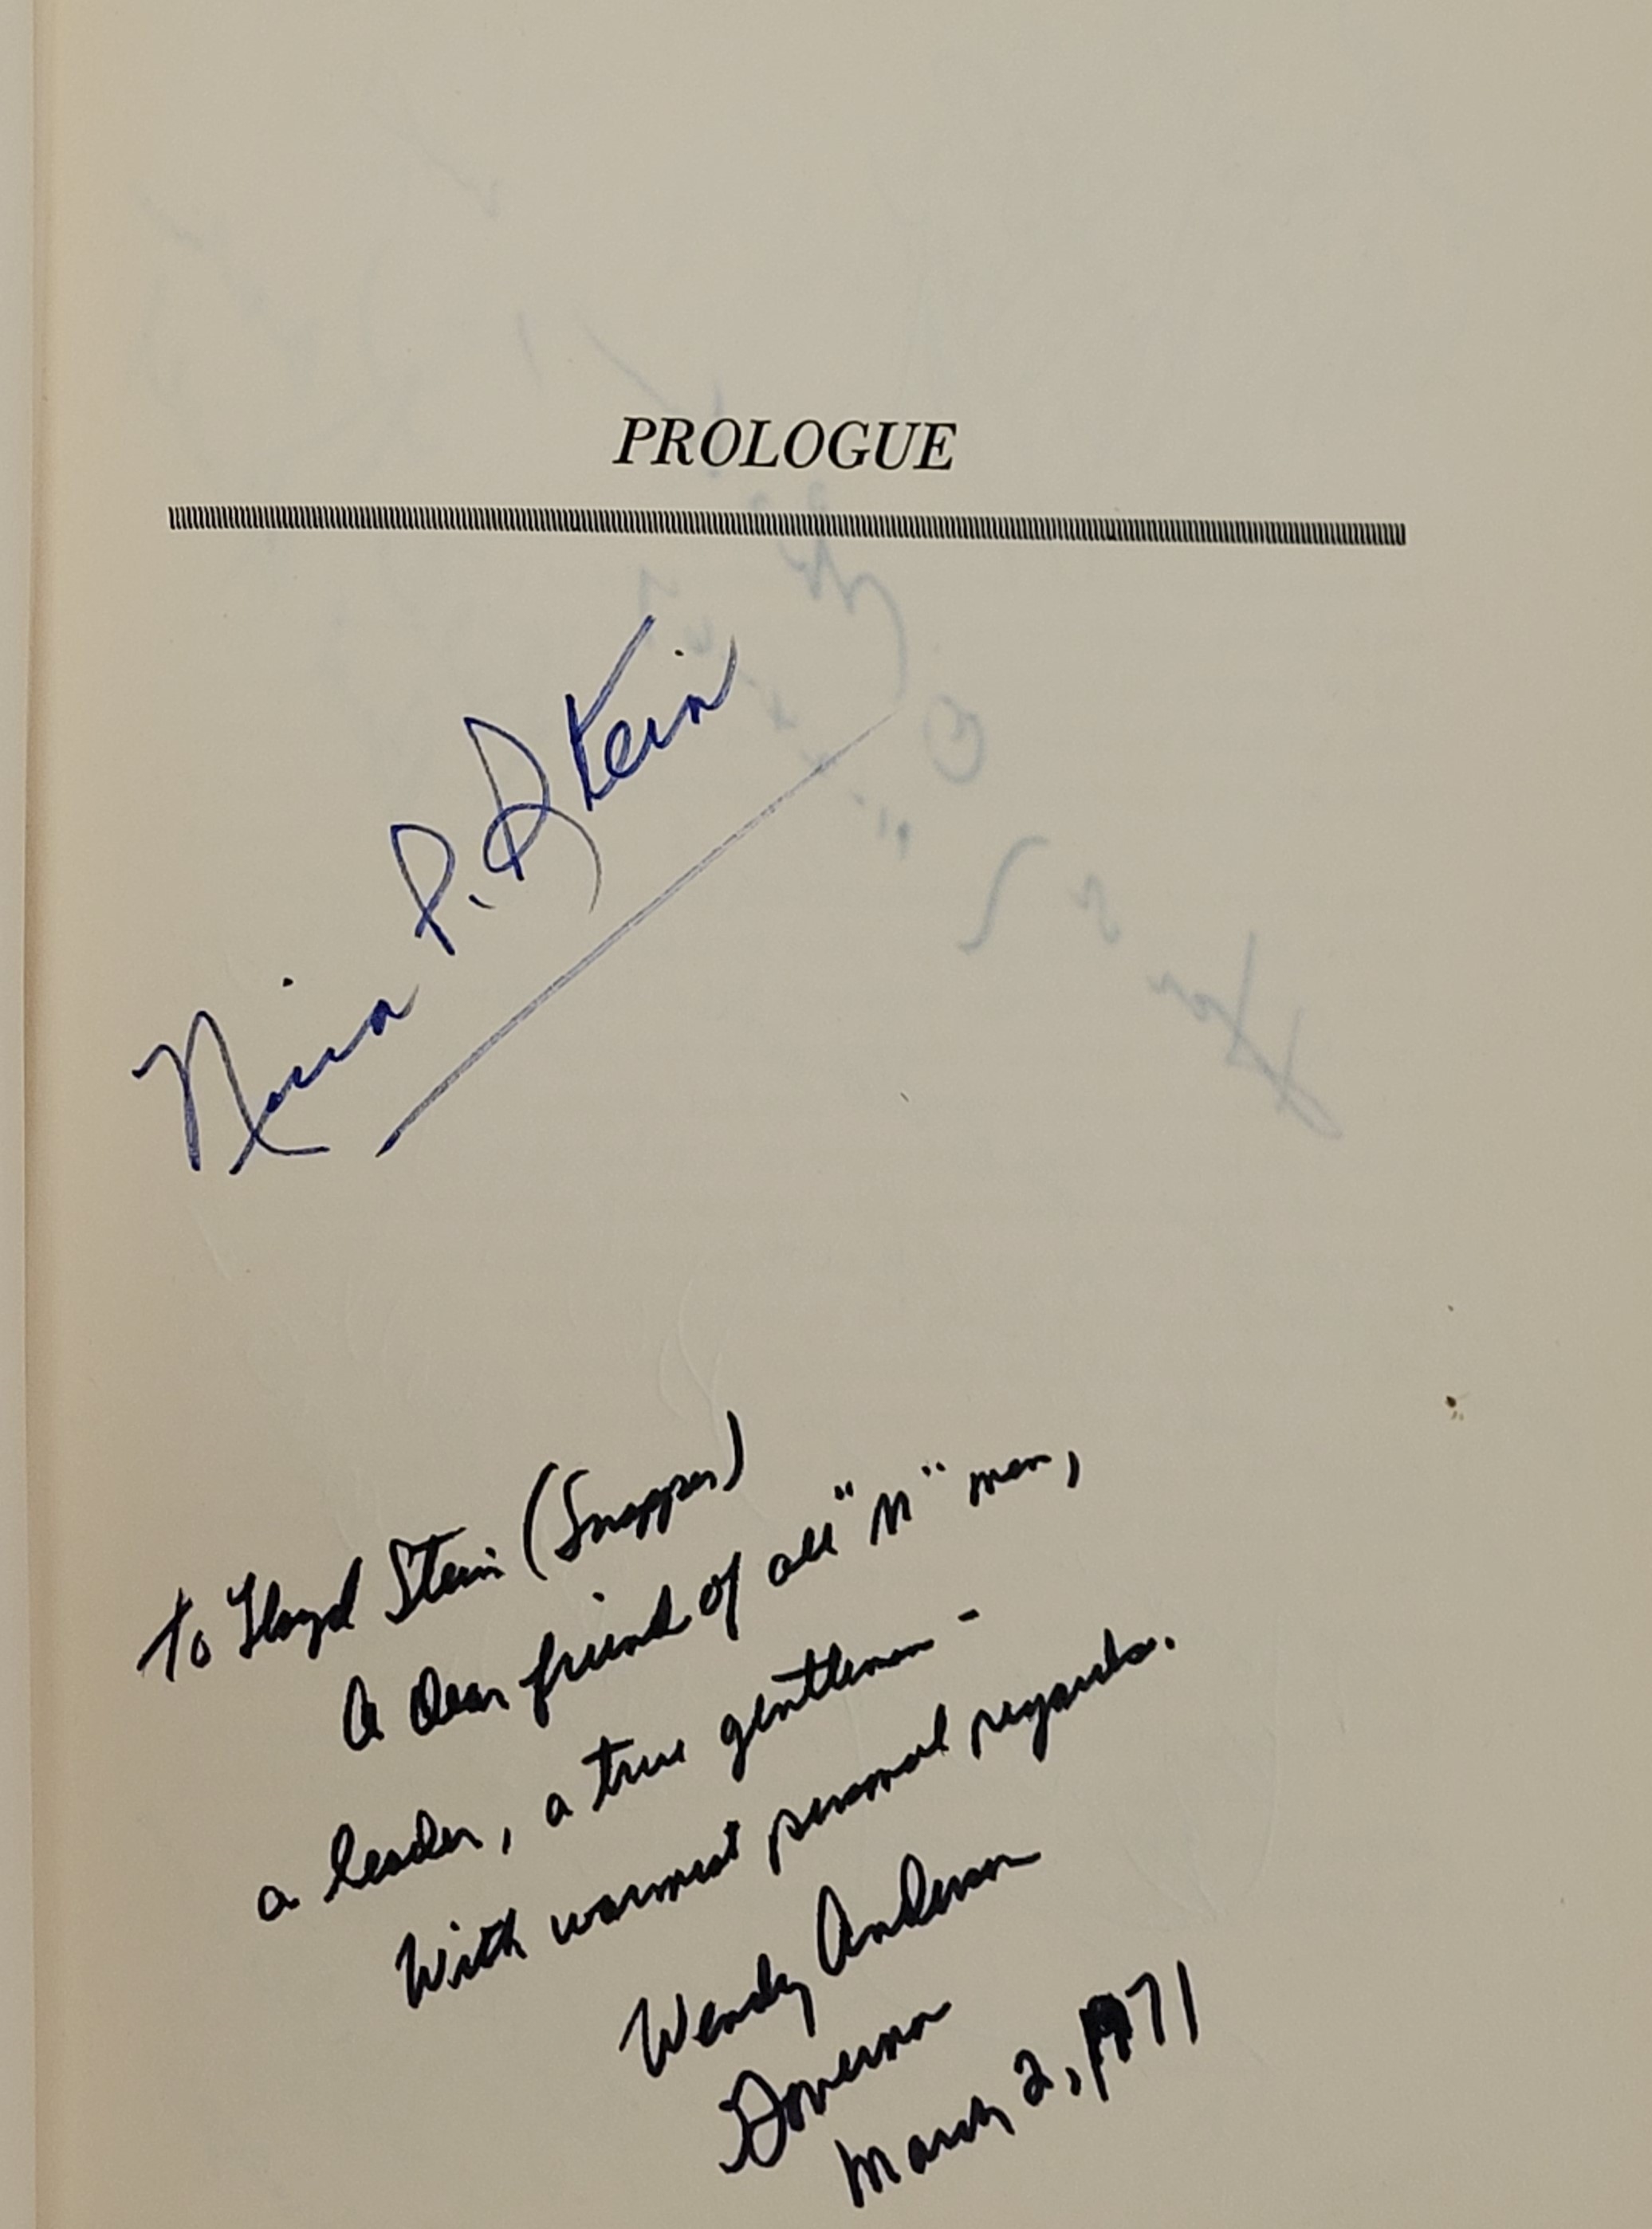 PROLOGUE
Nina P. Stein
To Lloyd Stein (Snapper)
A dear friend of all "M" men,
a leader, a true gentleman -
With warmest personal regards.
Wendy Anderson
Governor
March 2, 1971